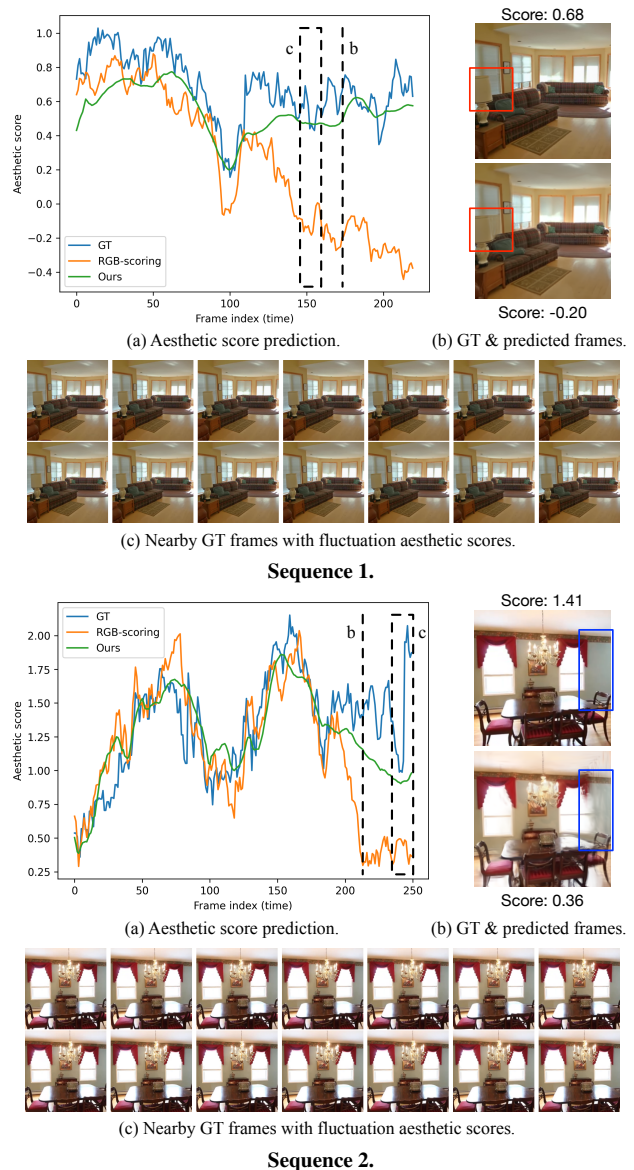 Score: 0.68
1.0
0.8
0.6
0.4
0.2
0.0
−0.2
−0.4
Aesthetic score
c
b
GT
RGB-scoring
Ours
0
50
100
150
200
Frame index (time)
Score: -0.20
(a) Aesthetic score prediction.
(b) GT & predicted frames.
(c) Nearby GT frames with fluctuation aesthetic scores.
Sequence 1.
Score: 1.41
2.00
1.75
1.50
1.25
1.00
0.75
0.50
0.25
Aesthetic score
GT
RGB-scoring
Ours
b
c
0
50
100
150
200
250
Frame index (time)
Score: 0.36
(a) Aesthetic score prediction.
(b) GT & predicted frames.
(c) Nearby GT frames with fluctuation aesthetic scores.
Sequence 2.